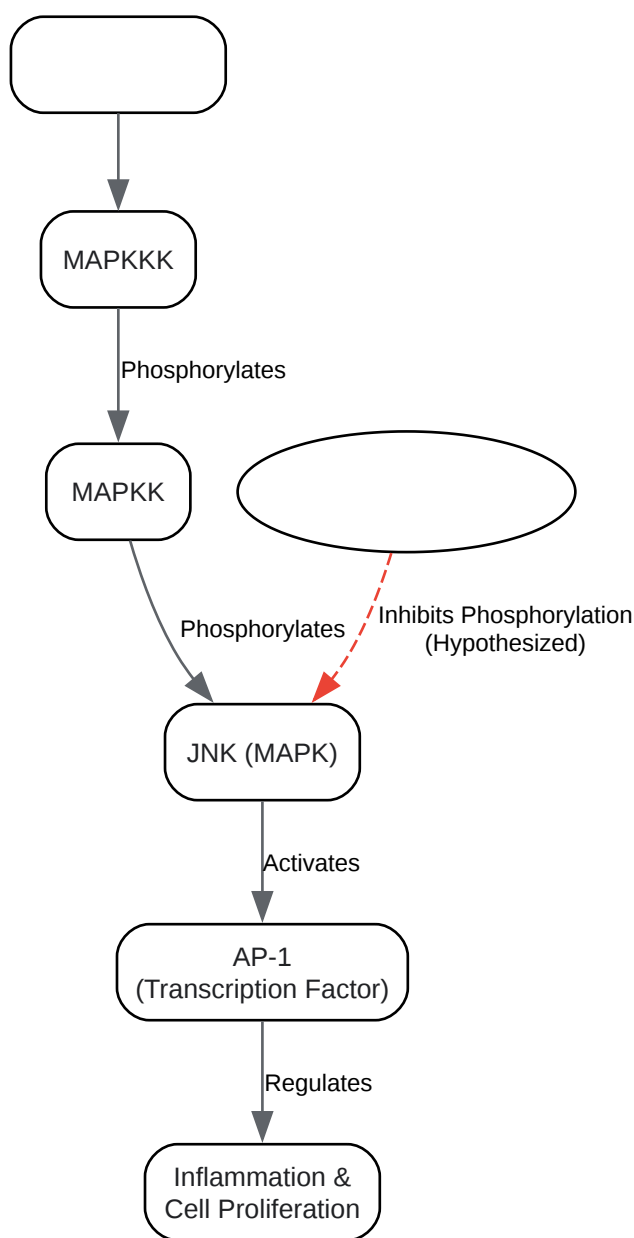 MAPKKK
Phosphorylates
MAPKK
Phosphorylates
Inhibits Phosphorylation
(Hypothesized)
JNK (MAPK)
Activates
AP-1
(Transcription Factor)
Regulates
Inflammation &
Cell Proliferation